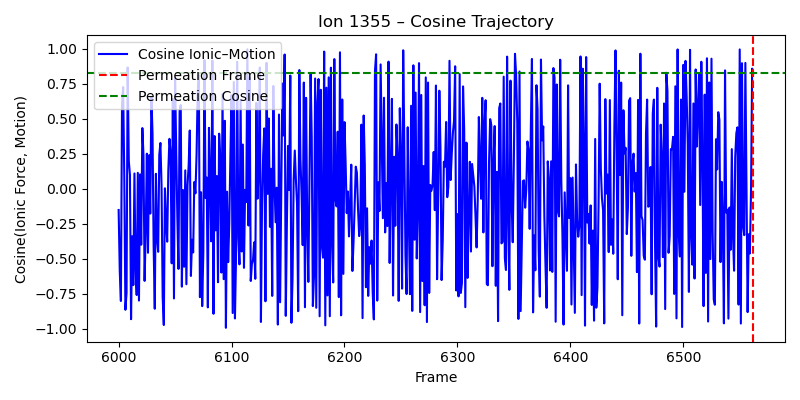 Ion 1355 – Cosine Trajectory
Cosine(Ionic Force, Motion)
1.00
0.75
0.50
0.25
0.00
−0.25
−0.50
−0.75
−1.00
Cosine Ionic–Motion
Permeation Frame
Permeation Cosine
6000
6100
6200
6300
6400
6500
Frame